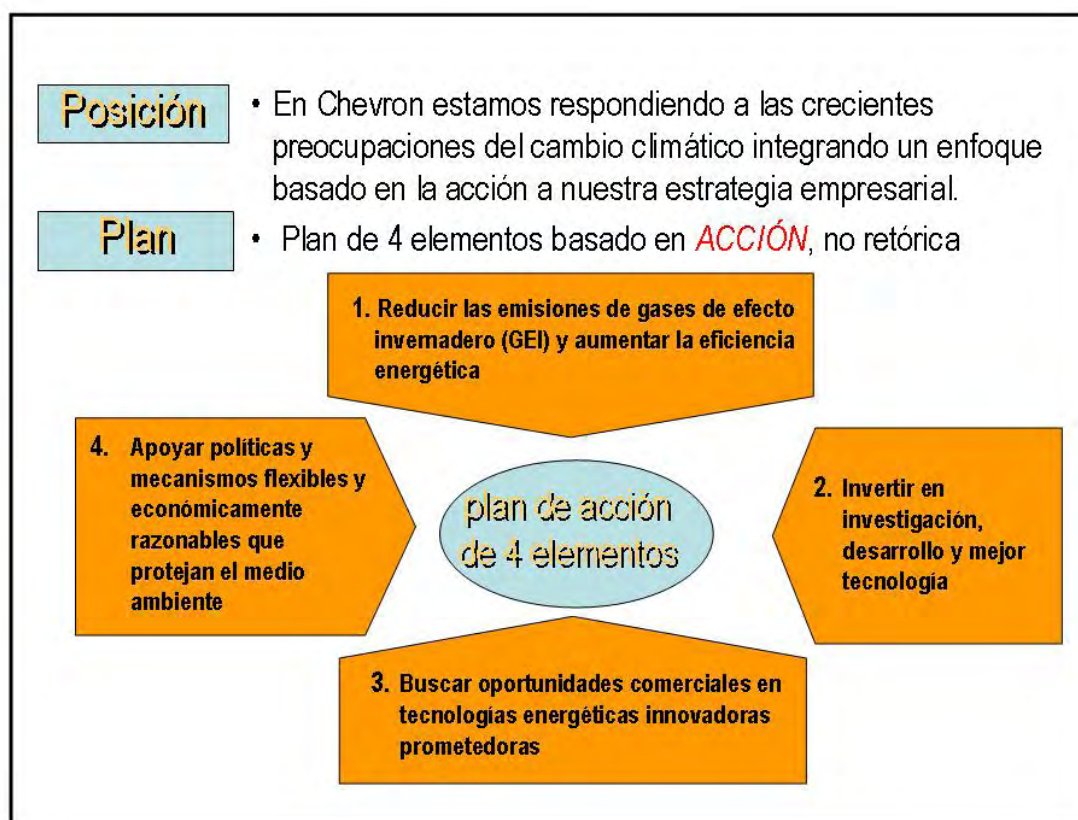 Posición
• En Chevron estamos respondiendo a las crecientes
preocupaciones del cambio climático integrando un enfoque
basado en la acción a nuestra estrategia empresarial.
Plan
• Plan de 4 elementos basado en ACCIÓN, no retórica
1. Reducir las emisiones de gases de efecto
invernadero (GEI) y aumentar la eficiencia
energética
4. Apoyar políticas y
mecanismos flexibles y
económicamente
razonables que
protejan el medio
ambiente
plan de acción
de 4 elementos
2. Invertir en
investigación,
desarrollo y mejor
tecnología
3. Buscar oportunidades comerciales en
tecnologías energéticas innovadoras
prometedoras